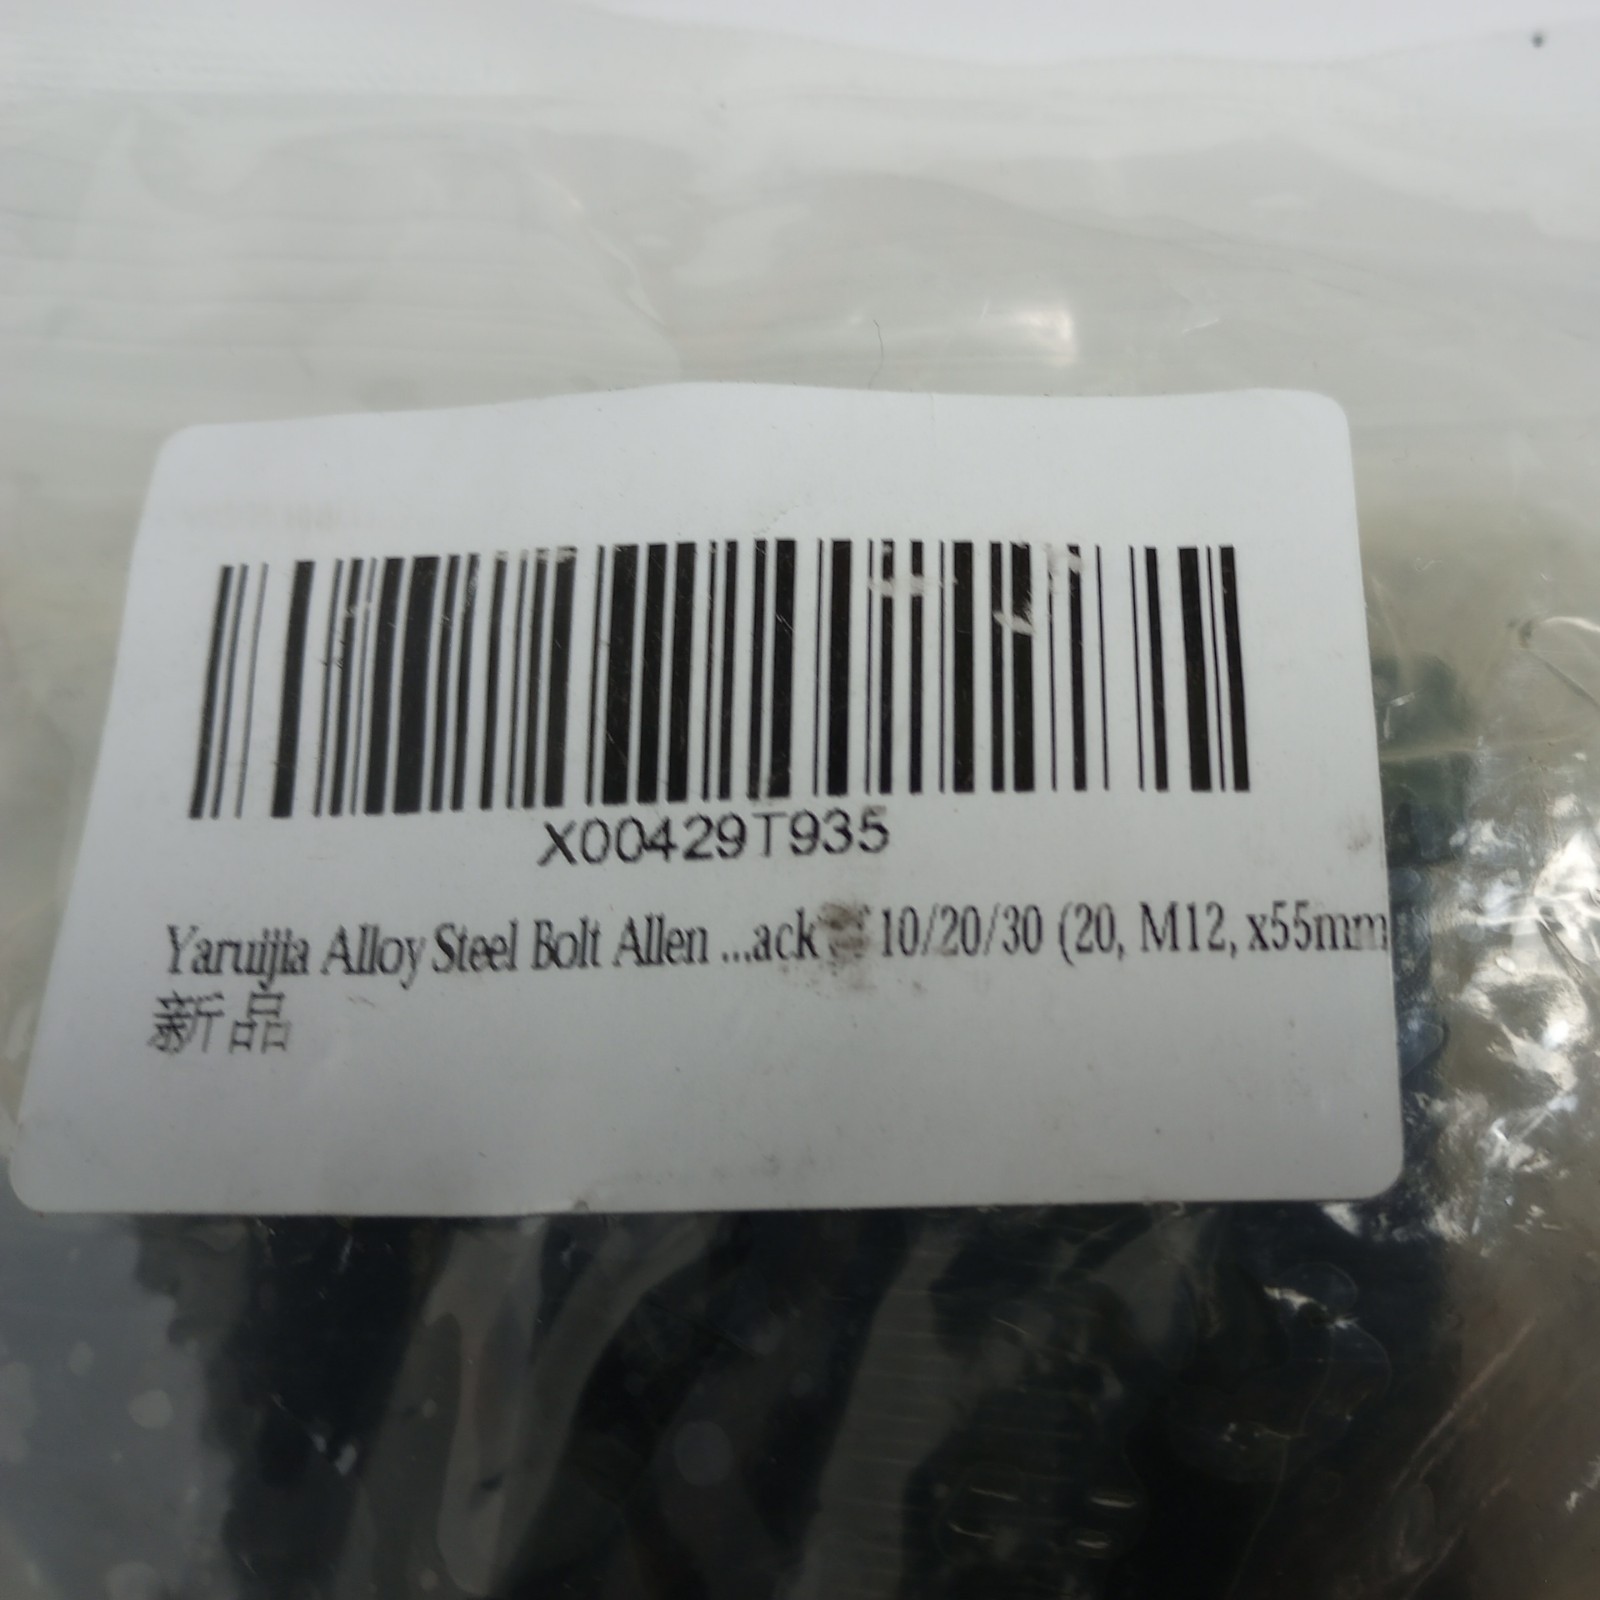 X00429T935
Yaruijia Alloy Steel Bolt Allen ...ack 10/20/30 (20, M12, x55mm
新品